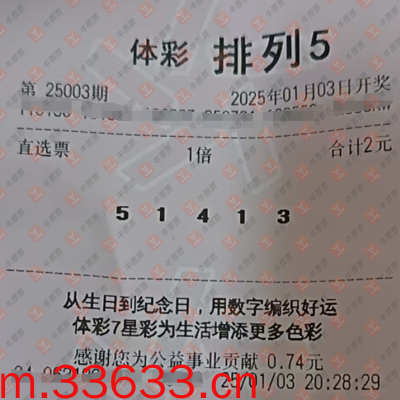 体彩 排列5
第 25003期 2025年01月03日开奖
直选票 1倍 合计2元
5 1 4 1 3
从生日到纪念日，用数字编织好运
体彩7星彩为生活增添更多色彩
感谢您为公益事业贡献 0.74元
25/01/03 20:28:29
m.33633.cn